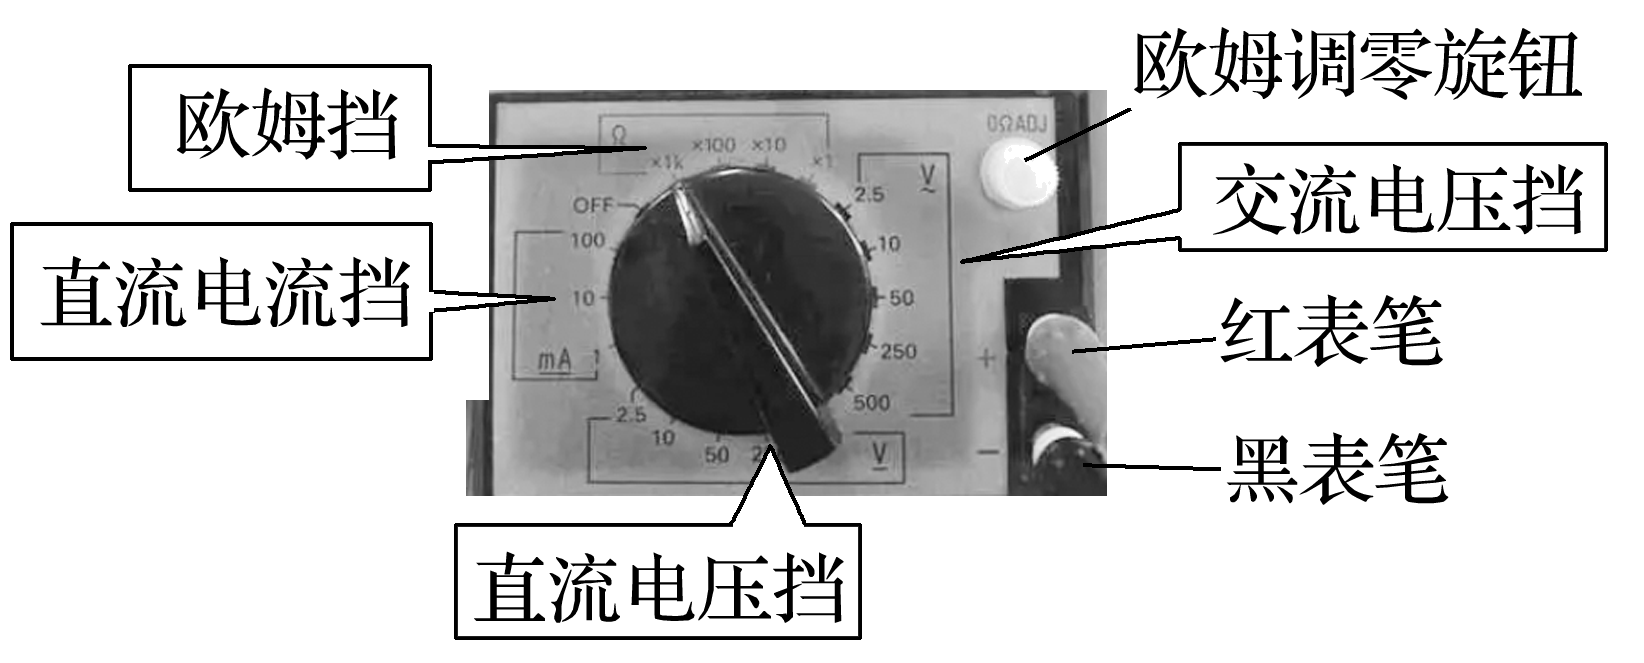 欧姆调零旋钮
欧姆挡
0ΩADJ
Ω
×1k ×100 ×10 ×1
交流电压挡
V
~
2.5
10
50
250
500
OFF
直流电流挡
100
10
1
mA
红表笔
+
黑表笔
−
2.5
10
50
V
直流电压挡